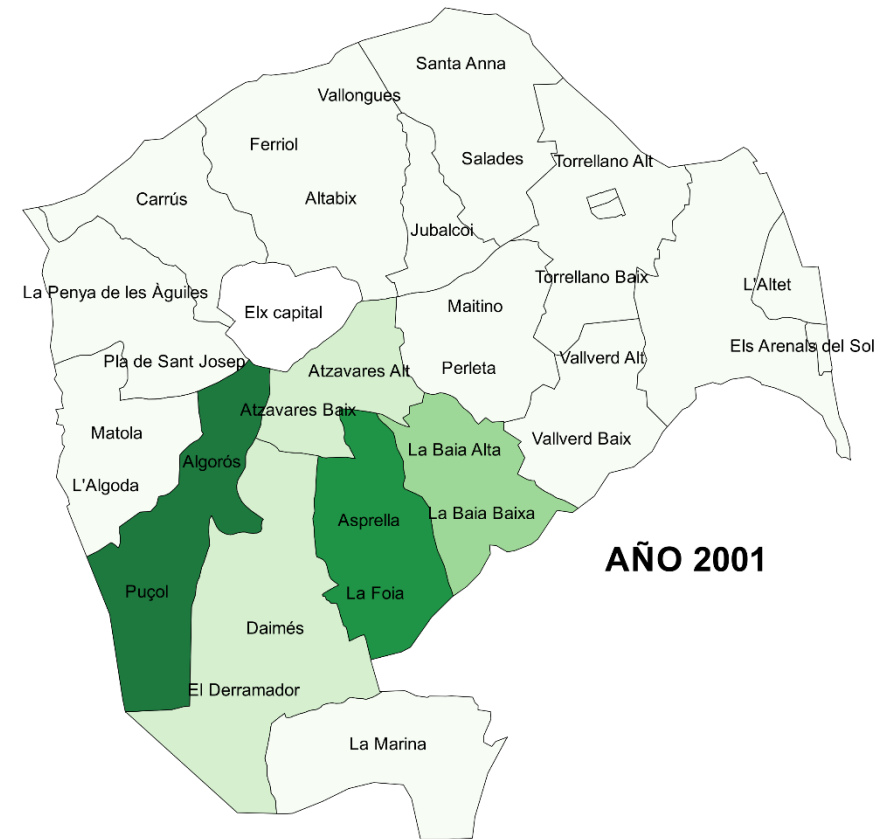 Santa Anna
Vallongues
Ferriol
Salades
Torrellano Alt
Carrús
Altabix
Jubalcoi
Torrellano Baix
L'Altet
La Penya de les Àguiles
Elx capital
Maitino
Els Arenals del Sol
Pla de Sant Josep
Atzavares Alt
Perleta
Vallverd Alt
Atzavares Baix
Matola
La Baia Alta
Vallverd Baix
Algorós
L'Algoda
Asprella
La Baia Baixa
AÑO 2001
Puçol
La Foia
Daimés
El Derramador
La Marina